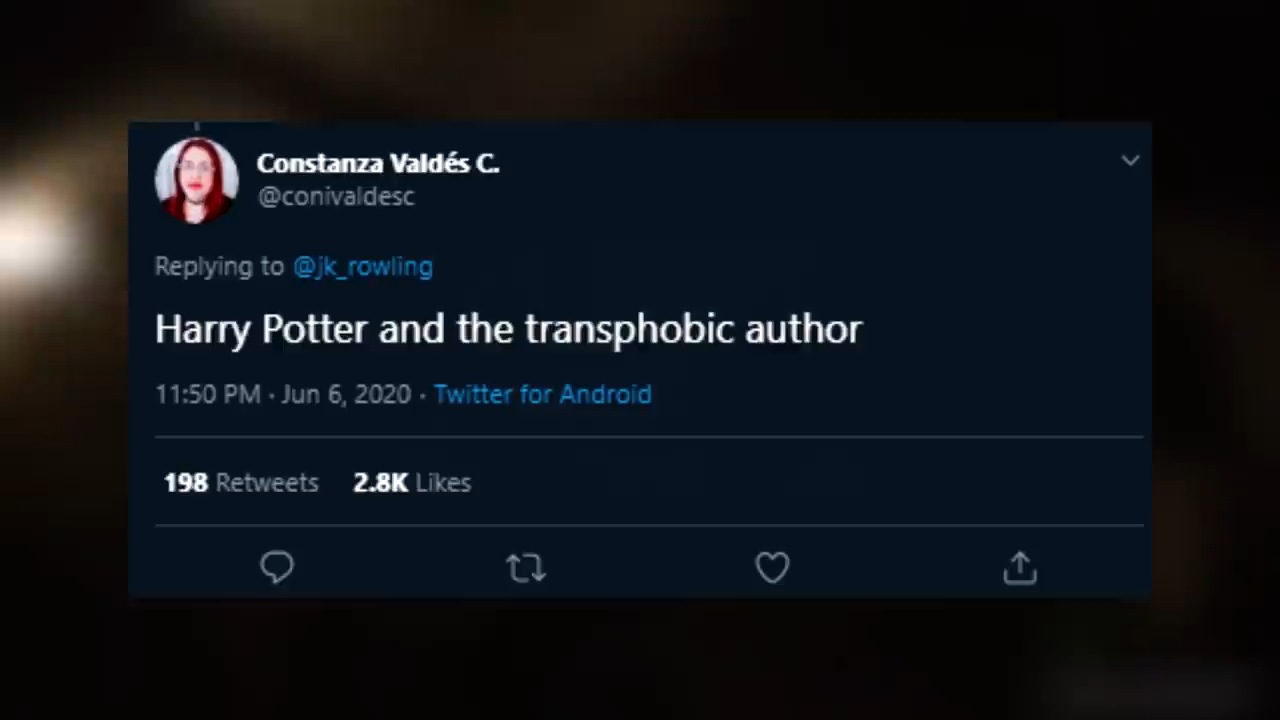 Constanza Valdés C.
@conivaldesc
Replying to @jk_rowling
Harry Potter and the transphobic author
11:50 PM · Jun 6, 2020 · Twitter for Android
198 Retweets 2.8K Likes